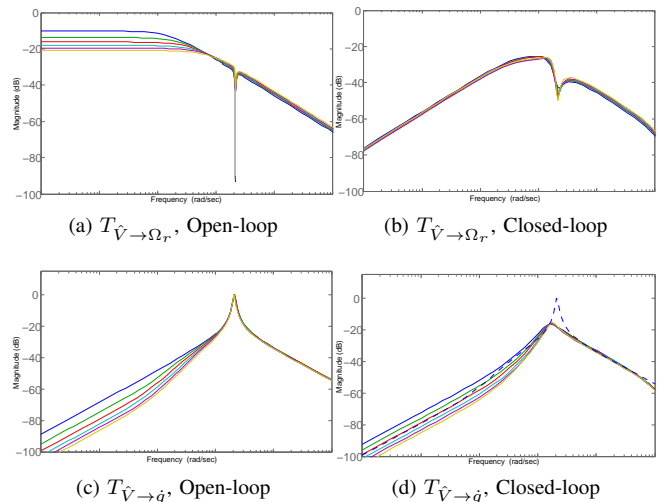 0
−20
−40
−60
−80
−100
Magnitude (dB)
Frequency (rad/sec)
(a) T_{V̂→Ω_r}, Open-loop
0
−20
−40
−60
−80
−100
Magnitude (dB)
Frequency (rad/sec)
(b) T_{V̂→Ω_r}, Closed-loop
0
−20
−40
−60
−80
−100
Magnitude (dB)
Frequency (rad/sec)
(c) T_{V̂→q̇}, Open-loop
0
−20
−40
−60
−80
−100
Magnitude (dB)
Frequency (rad/sec)
(d) T_{V̂→q̇}, Closed-loop